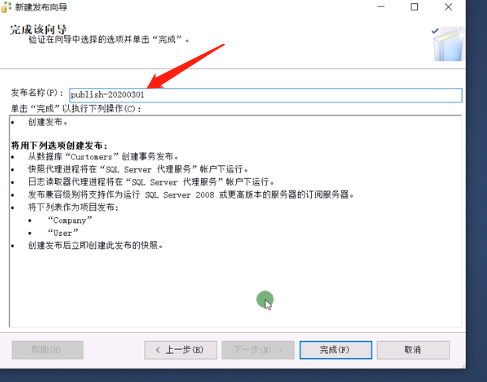 新建发布向导
完成该向导
验证在向导中选择的选项并单击“完成”。
发布名称(P): publish-20200301
单击“完成”以执行下列操作(C):
• 创建发布。
将用下列选项创建发布:
• 从数据库“Customers”创建事务发布。
• 快照代理进程将在“SQL Server 代理服务”帐户下运行。
• 日志读取器代理进程将在“SQL Server 代理服务”帐户下运行。
• 发布兼容级别将支持作为运行 SQL Server 2008 或更高版本的服务器的订阅服务器。
• 将下列表作为项目发布:
• “Company”
• “User”
• 创建发布后立即创建此发布的快照。
帮助(H) < 上一步(B) 下一步(N) > 完成(F) 取消